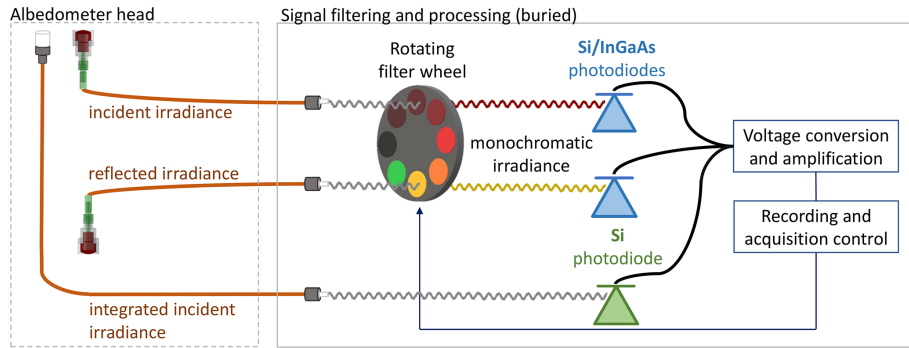 Albedometer head
Signal filtering and processing (buried)
Rotating
filter wheel
Si/InGaAs
photodiodes
incident irradiance
monochromatic
irradiance
Voltage conversion
and amplification
reflected irradiance
Recording and
acquisition control
Si
photodiode
integrated incident
irradiance